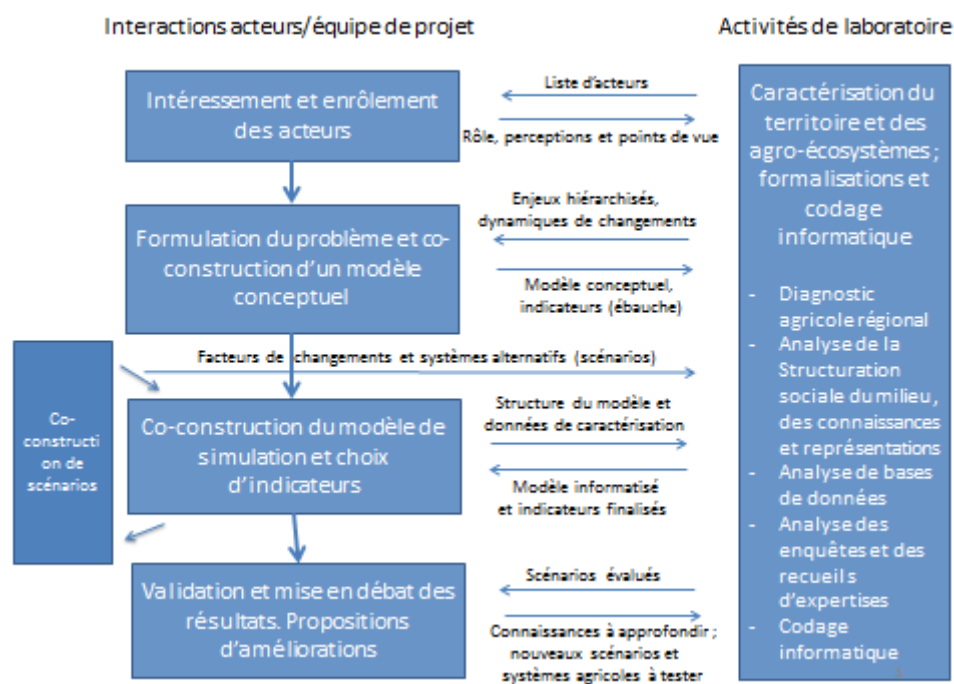 Interactions acteurs/équipe de projet
Activités de laboratoire
Intéressement et enrôlement
des acteurs
Liste d'acteurs
Rôle, perceptions et points de vue
Formulation du problème et co-
construction d'un modèle
conceptuel
Enjeux hiérarchisés,
dynamiques de changements
Modèle conceptuel,
indicateurs (ébauche)
Facteurs de changements et systèmes alternatifs (scénarios)
Co-
constructi
on de
scénarios
Co-construction du modèle de
simulation et choix
d'indicateurs
Structure du modèle et
données de caractérisation
Modèle informatisé
et indicateurs finalisés
Validation et mise en débat des
résultats. Propositions
d'améliorations
Scénarios évalués
Connaissances à approfondir ;
nouveaux scénarios et
systèmes agricoles à tester
Caractérisation du
territoire et des
agro-écosystèmes ;
formalisations et
codage
informatique
- Diagnostic
agricole régional
- Analyse de la
Structuration
sociale du milieu,
des connaissances
et représentations
- Analyse de bases
de données
- Analyse des
enquêtes et des
recueils
d'expertises
- Codage
informatique